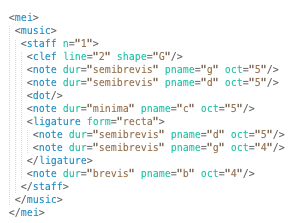 <mei>
<music>
<staff n="1">
<clef line="2" shape="G"/>
<note dur="semibrevis" pname="g" oct="5"/>
<note dur="semibrevis" pname="d" oct="5"/>
<dot/>
<note dur="minima" pname="c" oct="5"/>
<ligature form="recta">
<note dur="semibrevis" pname="d" oct="5"/>
<note dur="semibrevis" pname="g" oct="4"/>
</ligature>
<note dur="brevis" pname="b" oct="4"/>
</staff>
</music>
</mei>